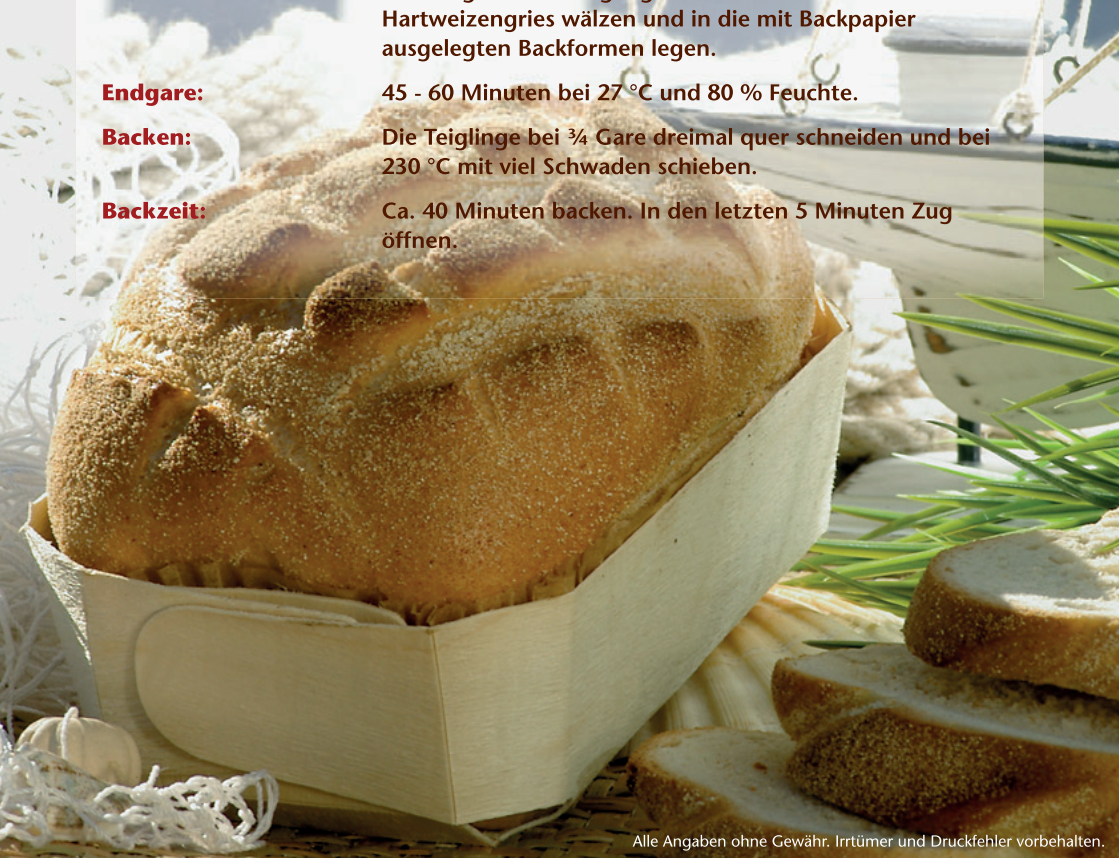 Hartweizengries wälzen und in die mit Backpapier
ausgelegten Backformen legen.
Endgare: 45 - 60 Minuten bei 27 °C und 80 % Feuchte.
Backen: Die Teiglinge bei ¾ Gare dreimal quer schneiden und bei
230 °C mit viel Schwaden schieben.
Backzeit: Ca. 40 Minuten backen. In den letzten 5 Minuten Zug
öffnen.
Alle Angaben ohne Gewähr. Irrtümer und Druckfehler vorbehalten.